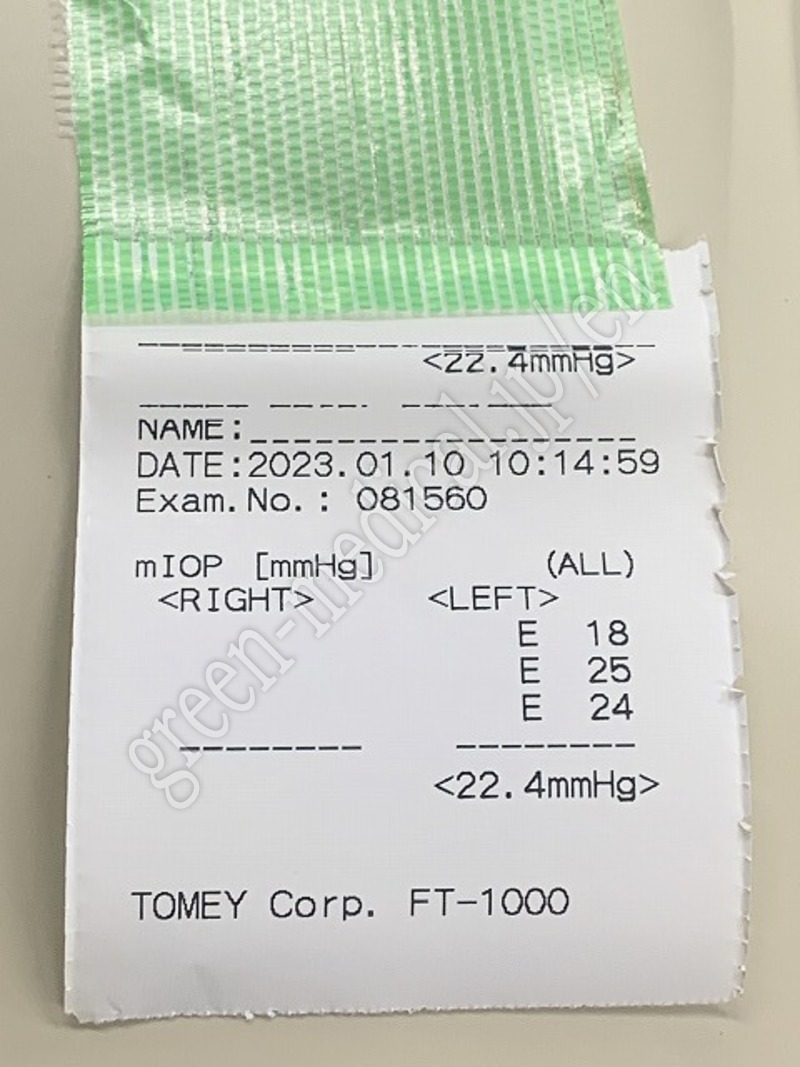 <22.4mmHg>
NAME:__________________
DATE:2023.01.10 10:14:59
Exam.No.: 081560
mIOP [mmHg] (ALL)
<RIGHT> <LEFT>
E 18
E 25
E 24
-------- --------
<22.4mmHg>
TOMEY Corp. FT-1000
green-medical.jp/en